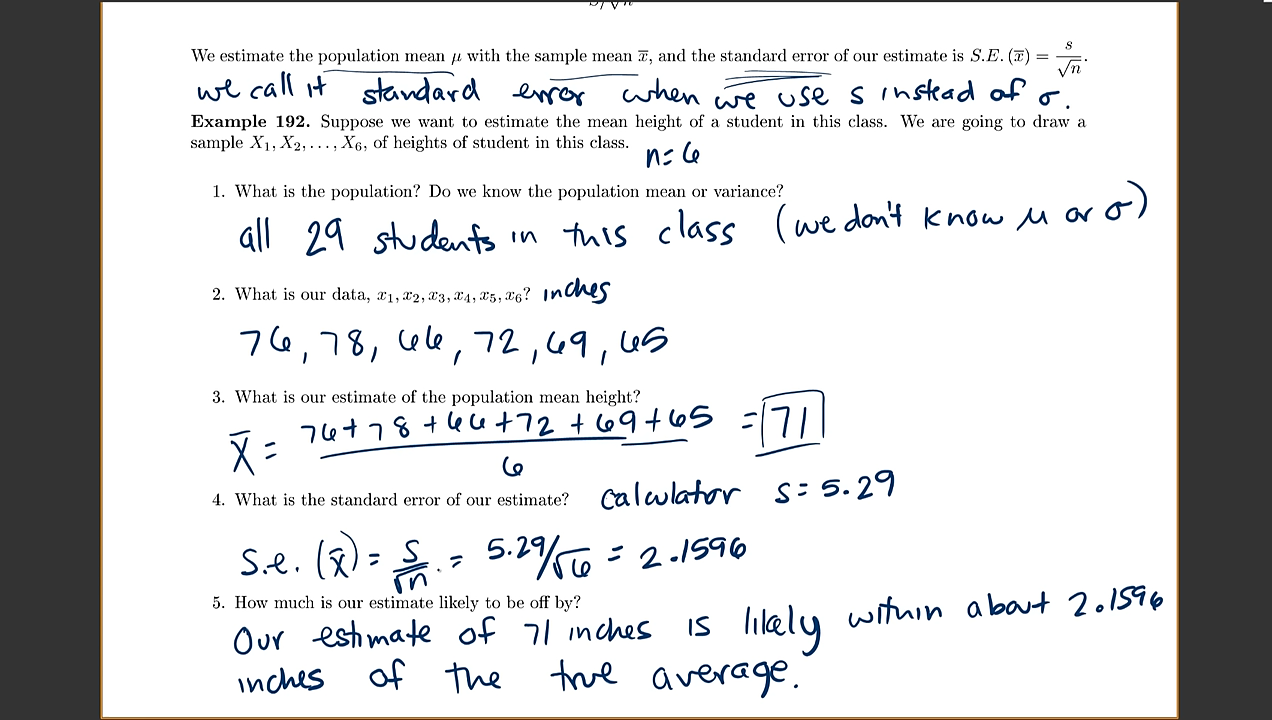 We estimate the population mean μ with the sample mean x̅, and the standard error of our estimate is S.E.(x̅) = s/√n.
we call it standard error when we use s instead of σ.
Example 192. Suppose we want to estimate the mean height of a student in this class. We are going to draw a
sample X₁, X₂, . . . , X₆, of heights of student in this class.
n=6
1. What is the population? Do we know the population mean or variance?
all 29 students in this class (we don't know μ or σ)
2. What is our data, x₁, x₂, x₃, x₄, x₅, x₆? inches
76, 78, 66, 72, 69, 65
3. What is our estimate of the population mean height?
X̅ = 76+78+66+72+69+65 / 6 = 71
4. What is the standard error of our estimate? calculator s= 5.29
s.e. (x̅) = s/√n . = 5.29/√6 = 2.1596
5. How much is our estimate likely to be off by?
Our estimate of 71 inches is likely within about 2.1596
inches of the true average.